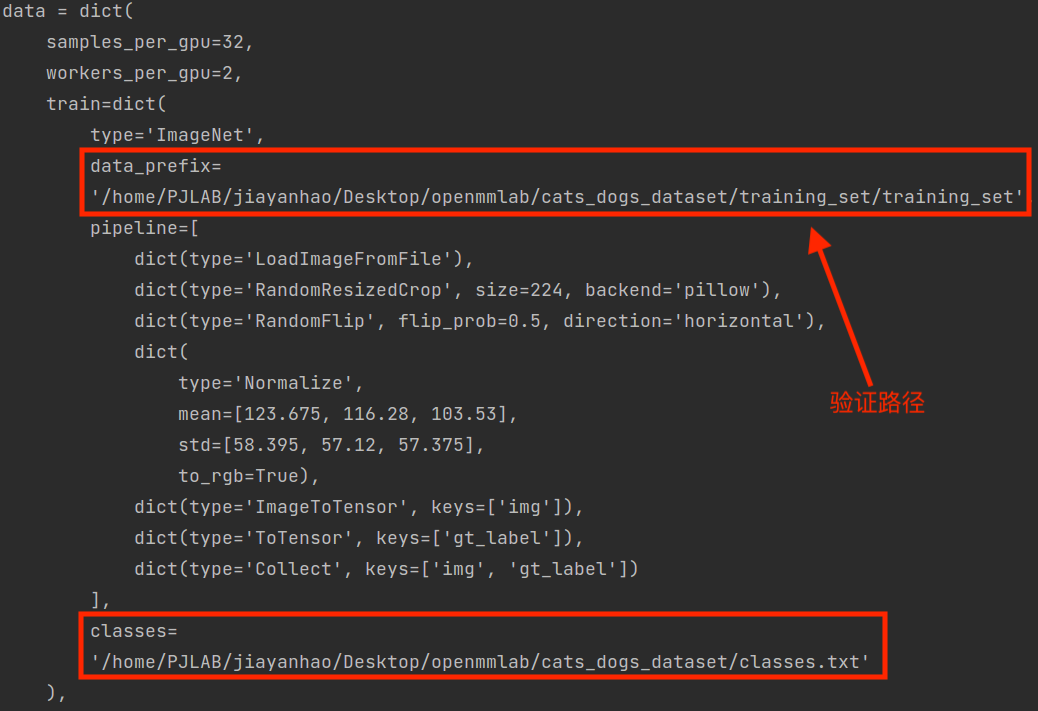 data = dict(
    samples_per_gpu=32,
    workers_per_gpu=2,
    train=dict(
        type='ImageNet',
        data_prefix=
        '/home/PJLAB/jiayanhao/Desktop/openmmlab/cats_dogs_dataset/training_set/training_set',
        pipeline=[
            dict(type='LoadImageFromFile'),
            dict(type='RandomResizedCrop', size=224, backend='pillow'),
            dict(type='RandomFlip', flip_prob=0.5, direction='horizontal'),
            dict(
                type='Normalize',
                mean=[123.675, 116.28, 103.53],
                std=[58.395, 57.12, 57.375],
                to_rgb=True),
            dict(type='ImageToTensor', keys=['img']),
            dict(type='ToTensor', keys=['gt_label']),
            dict(type='Collect', keys=['img', 'gt_label'])
        ],
        classes=
        '/home/PJLAB/jiayanhao/Desktop/openmmlab/cats_dogs_dataset/classes.txt'
    ),
验证路径